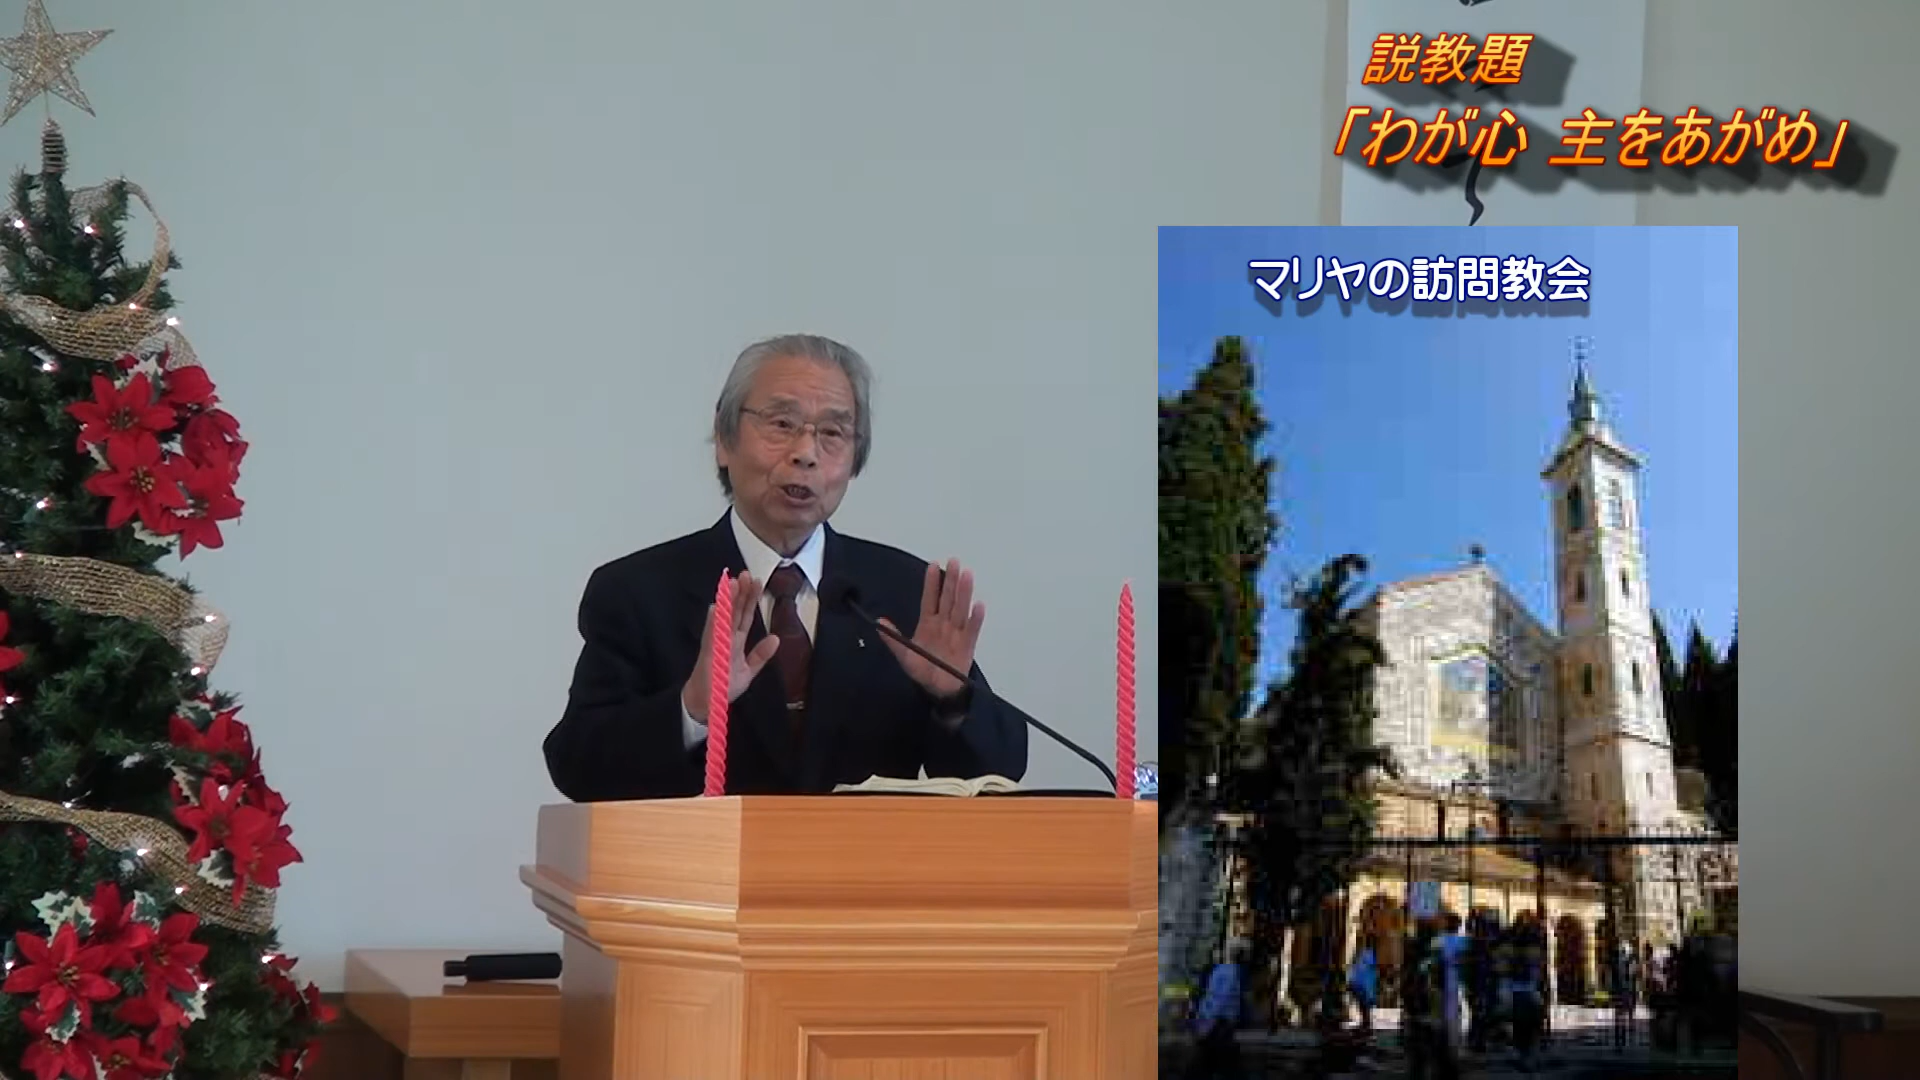 説教題
「わが心 主をあがめ」
マリヤの訪問教会